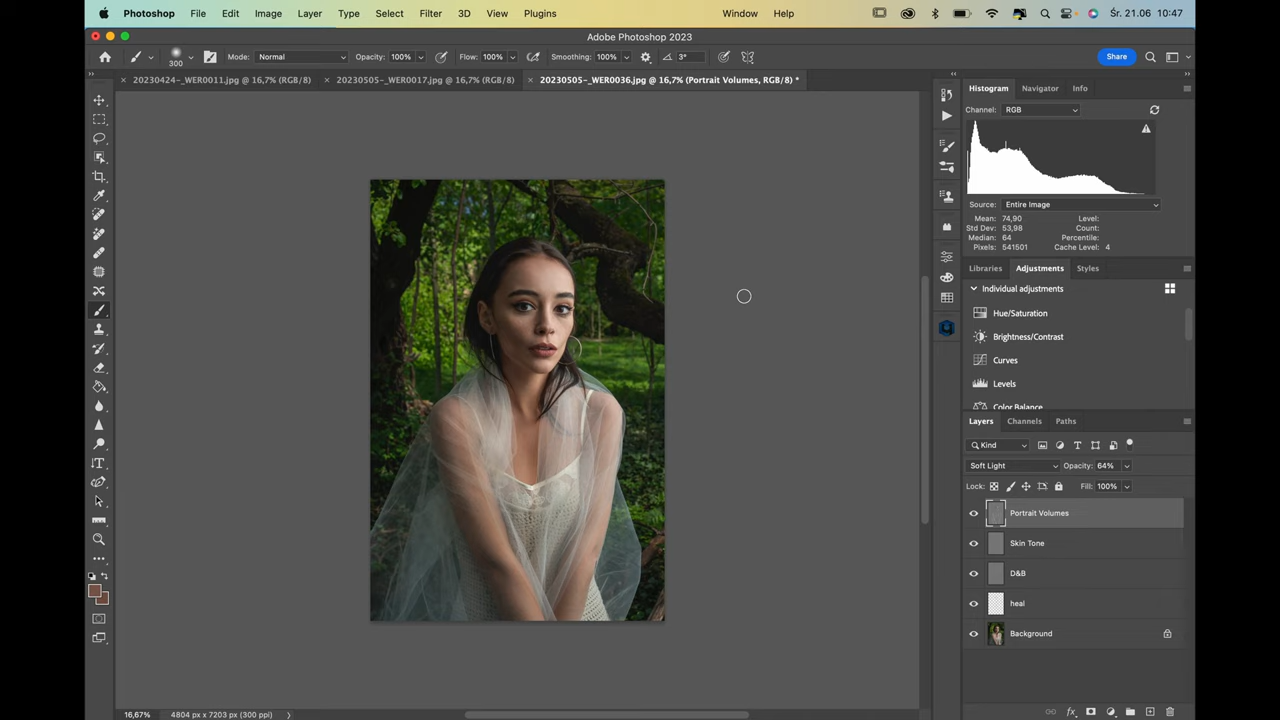 Photoshop File Edit Image Layer Type Select Filter 3D View Plugins Window Help Śr. 21.06 10:47
Adobe Photoshop 2023
300 Mode: Normal Opacity: 100% Flow: 100% Smoothing: 100% 3° Share
× 20230424-_WER0011.jpg @ 16,7% (RGB/8) × 20230505-_WER0017.jpg @ 16,7% (RGB/8) × 20230505-_WER0036.jpg @ 16,7% (Portrait Volumes, RGB/8) *
Histogram Navigator Info
Channel: RGB
Source: Entire Image
Mean: 74,90 Level:
Std Dev: 53,98 Count:
Median: 64 Percentile:
Pixels: 541501 Cache Level: 4
Libraries Adjustments Styles
Individual adjustments
Hue/Saturation
Brightness/Contrast
Curves
Levels
Color Balance
Layers Channels Paths
Kind
Soft Light Opacity: 64%
Lock: Fill: 100%
Portrait Volumes
Skin Tone
D&B
heal
Background
16,67% 4804 px x 7203 px (300 ppi)